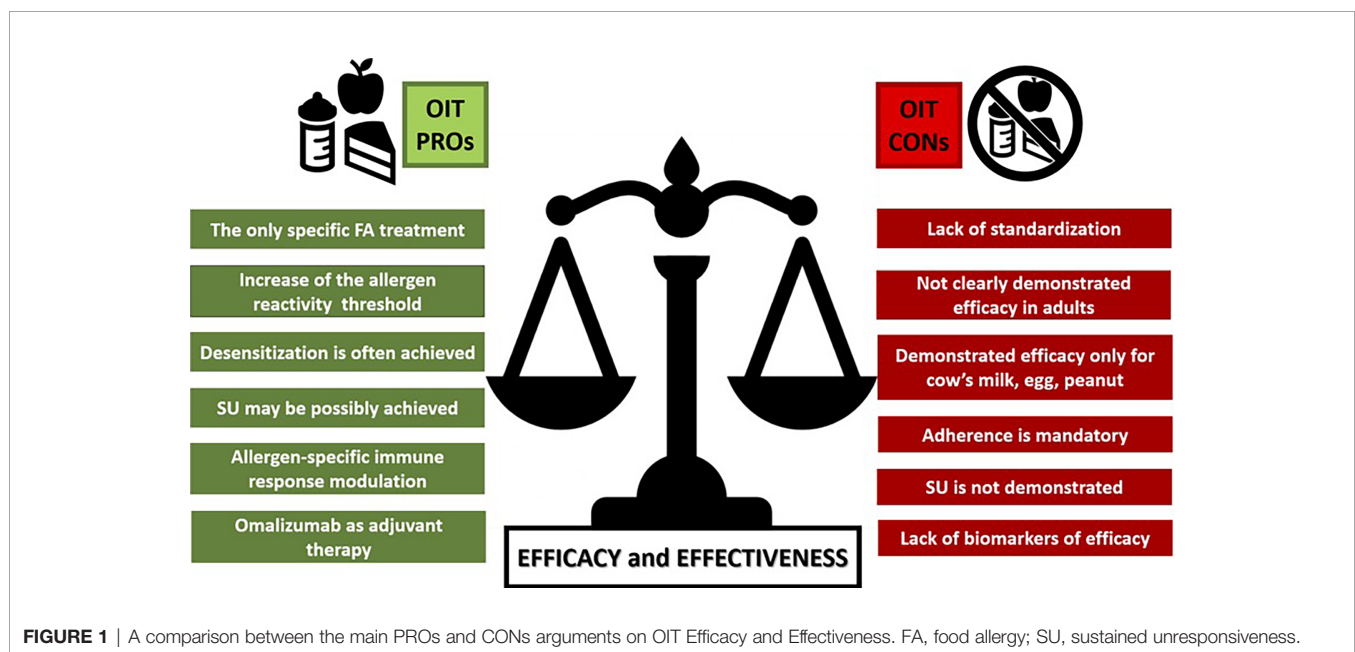 OIT
PROs
The only specific FA treatment
Increase of the allergen
reactivity threshold
Desensitization is often achieved
SU may be possibly achieved
Allergen-specific immune
response modulation
Omalizumab as adjuvant
therapy
OIT
CONs
Lack of standardization
Not clearly demonstrated
efficacy in adults
Demonstrated efficacy only for
cow's milk, egg, peanut
Adherence is mandatory
SU is not demonstrated
Lack of biomarkers of efficacy
EFFICACY and EFFECTIVENESS
FIGURE 1 | A comparison between the main PROs and CONs arguments on OIT Efficacy and Effectiveness. FA, food allergy; SU, sustained unresponsiveness.